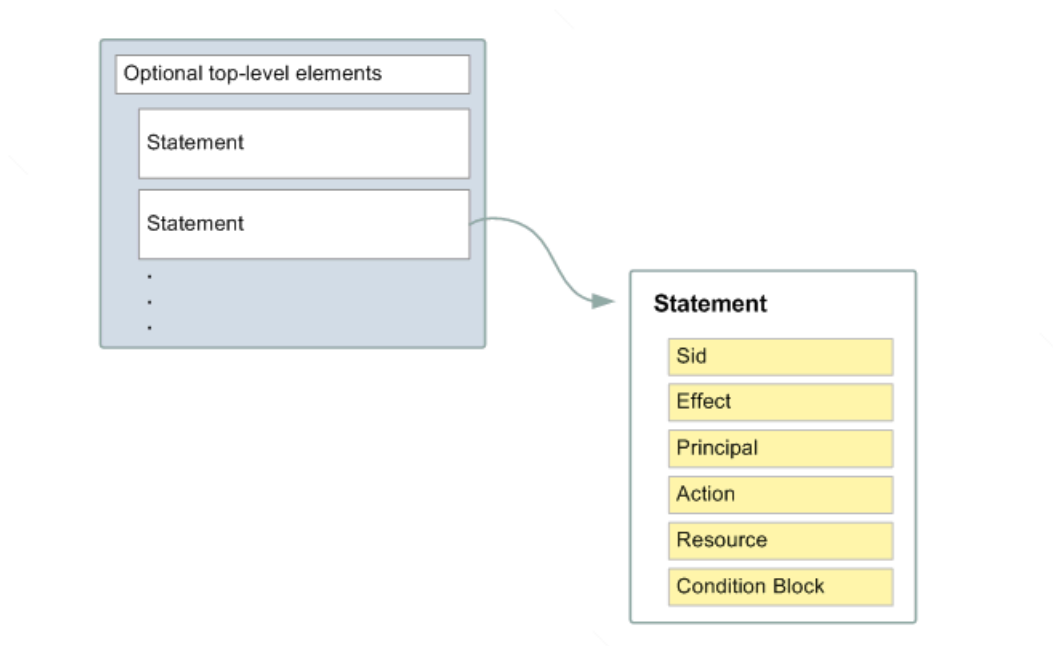 Optional top-level elements
Statement
Statement
.
.
.
Statement
Sid
Effect
Principal
Action
Resource
Condition Block